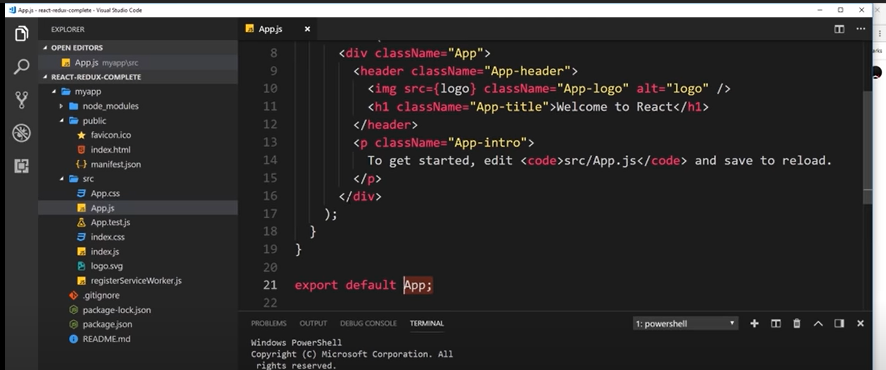 App.js - react-redux-complete - Visual Studio Code
EXPLORER
OPEN EDITORS
App.js myapp\src
REACT-REDUX-COMPLETE
myapp
node_modules
public
favicon.ico
index.html
manifest.json
src
App.css
App.js
App.test.js
index.css
index.js
logo.svg
registerServiceWorker.js
.gitignore
package-lock.json
package.json
README.md
App.js
8 <div className="App">
9 <header className="App-header">
10 <img src={logo} className="App-logo" alt="logo" />
11 <h1 className="App-title">Welcome to React</h1>
12 </header>
13 <p className="App-intro">
14 To get started, edit <code>src/App.js</code> and save to reload.
15 </p>
16 </div>
17 );
18 }
19 }
20
21 export default App;
22
PROBLEMS OUTPUT DEBUG CONSOLE TERMINAL 1: powershell
Windows PowerShell
Copyright (C) Microsoft Corporation. All
rights reserved.